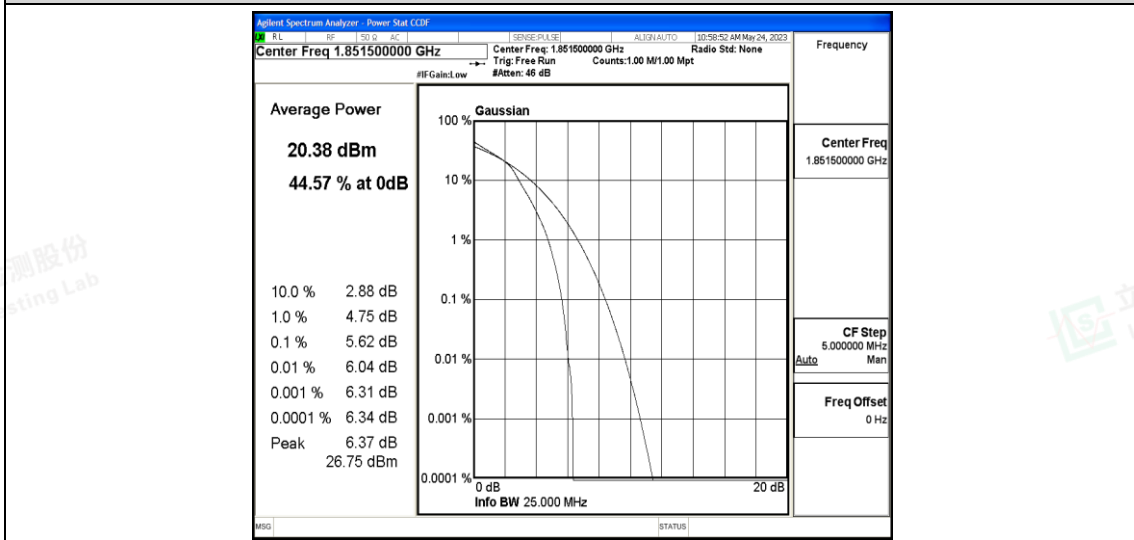 Agilent Spectrum Analyzer - Power Stat CCDF
RL RF 50 Ω AC SENSE:PULSE ALIGN AUTO 10:58:52 AM May 24, 2023
Center Freq 1.851500000 GHz
Center Freq: 1.851500000 GHz Radio Std: None
Trig: Free Run Counts:1.00 M/1.00 Mpt
#IFGain:Low #Atten: 46 dB
Frequency
Average Power
20.38 dBm
44.57 % at 0dB
10.0 % 2.88 dB
1.0 % 4.75 dB
0.1 % 5.62 dB
0.01 % 6.04 dB
0.001 % 6.31 dB
0.0001 % 6.34 dB
Peak 6.37 dB
26.75 dBm
Gaussian
100 %
10 %
1 %
0.1 %
0.01 %
0.001 %
0.0001 %
0 dB 20 dB
Info BW 25.000 MHz
Center Freq
1.851500000 GHz
CF Step
5.000000 MHz
Auto Man
Freq Offset
0 Hz
MSG STATUS
测股份
sting Lab
立